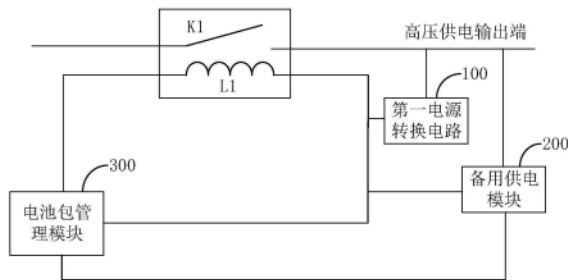 K1
L1
高压供电输出端
100
第一电源
转换电路
200
备用供电
模块
300
电池包管
理模块